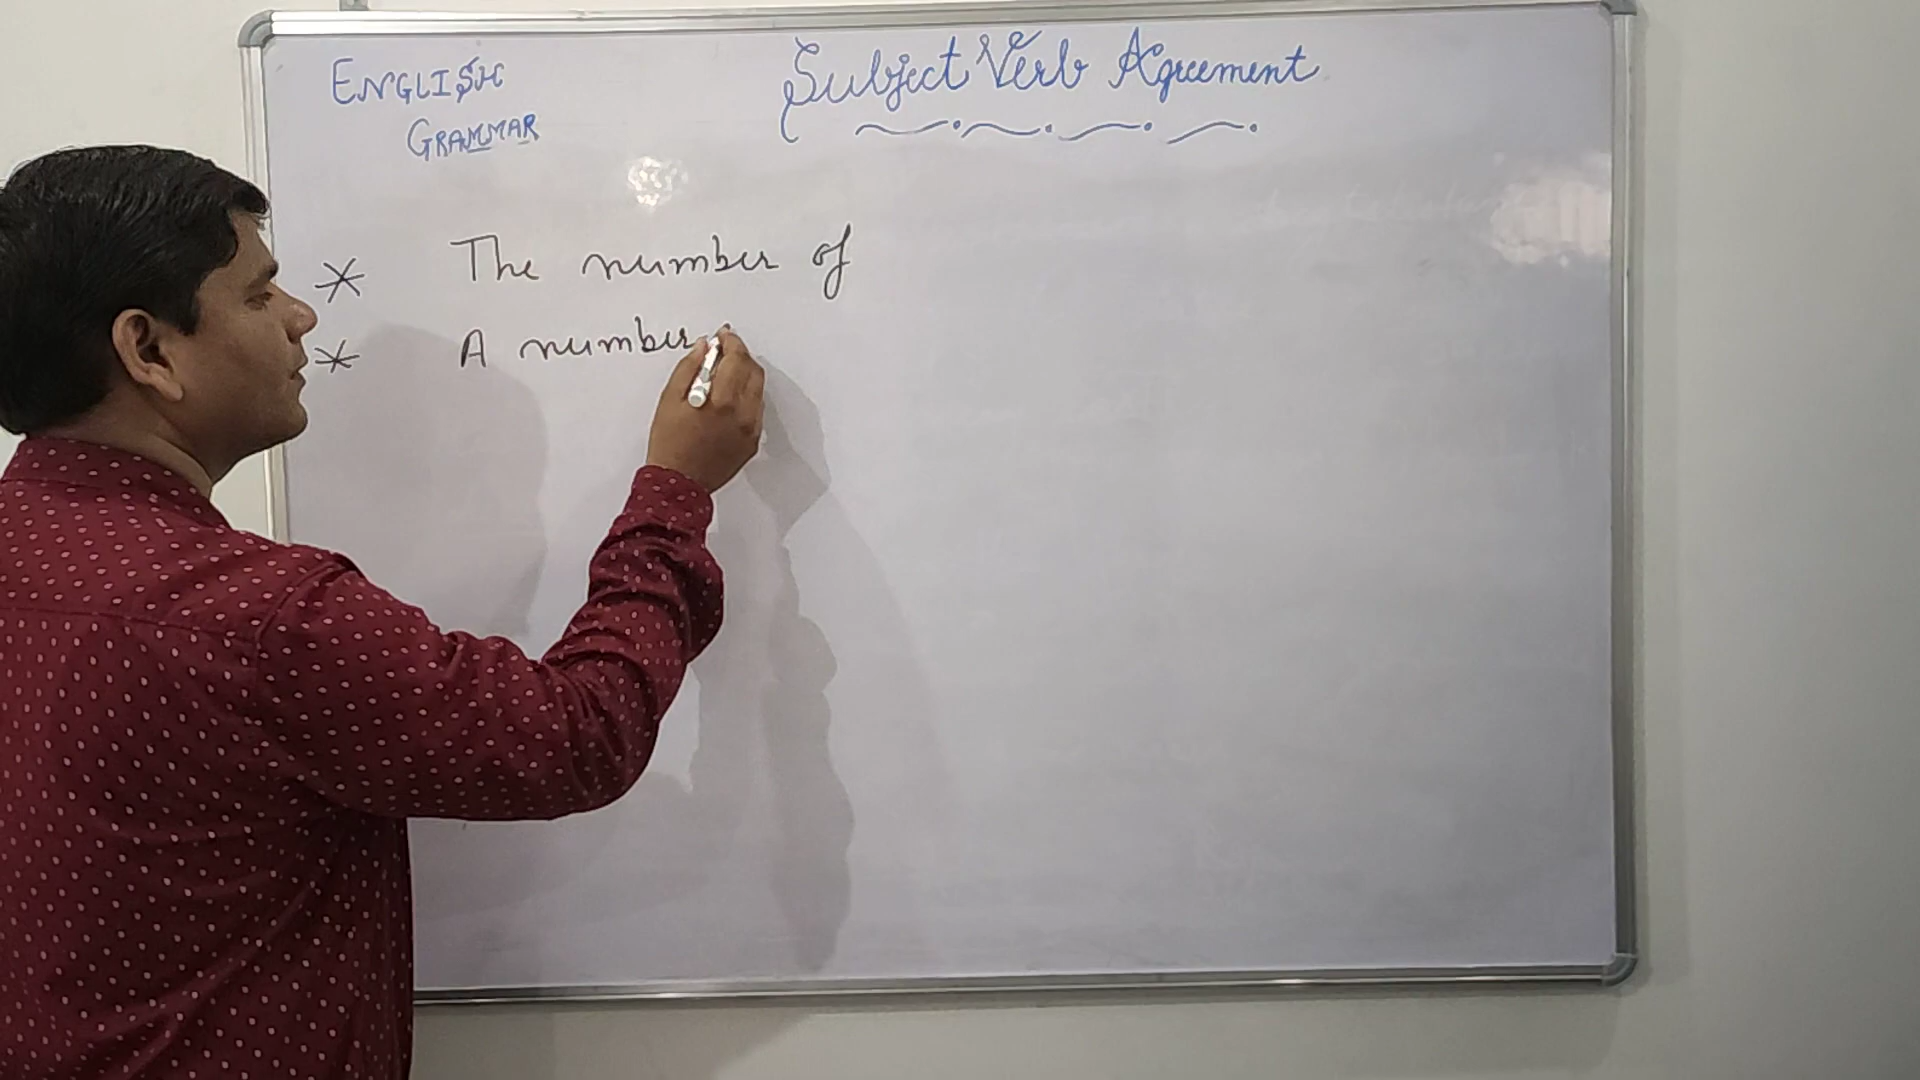 ENGLISH
GRAMMAR
Subject Verb Agreement
* The number of
* A number